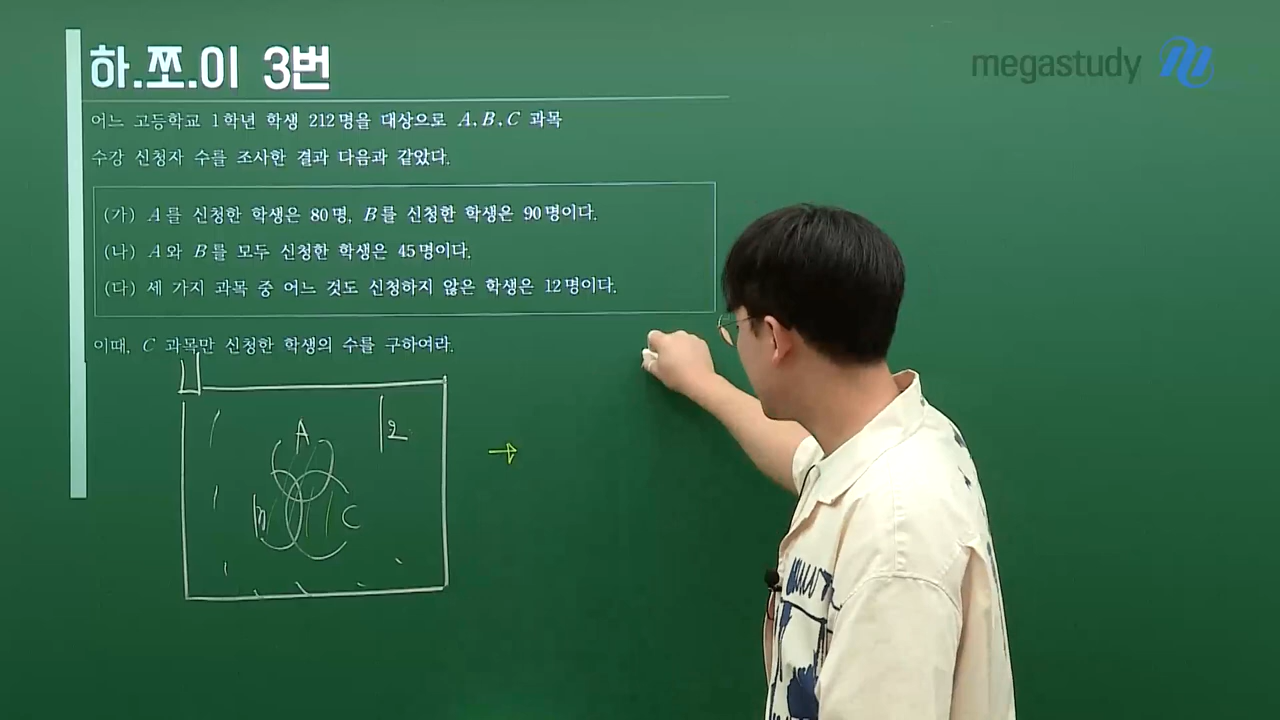 하.쪼.이 3번
megastudy
어느 고등학교 1학년 학생 212명을 대상으로 A, B, C 과목
수강 신청자 수를 조사한 결과 다음과 같았다.
(가) A를 신청한 학생은 80명, B를 신청한 학생은 90명이다.
(나) A와 B를 모두 신청한 학생은 45명이다.
(다) 세 가지 과목 중 어느 것도 신청하지 않은 학생은 12명이다.
이때, C 과목만 신청한 학생의 수를 구하여라.
U
12
A
B
C
→